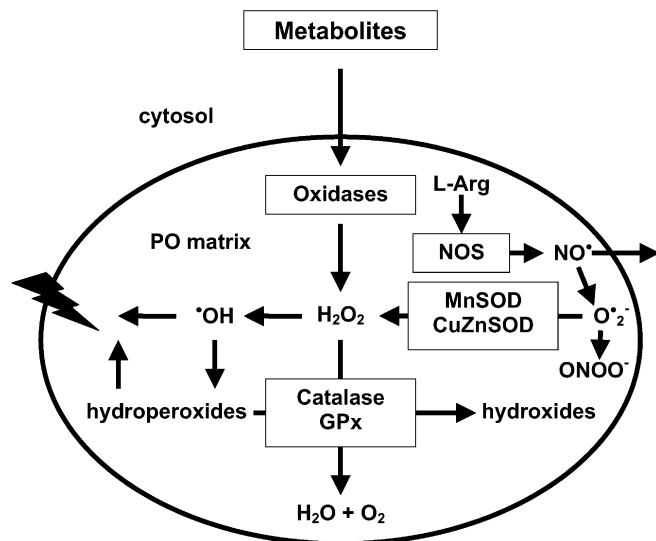 Metabolites
cytosol
Oxidases
L-Arg
PO matrix
NOS
NO•
MnSOD
CuZnSOD
•OH
H₂O₂
O•₂⁻
ONOO⁻
hydroperoxides
Catalase
GPx
hydroxides
H₂O + O₂